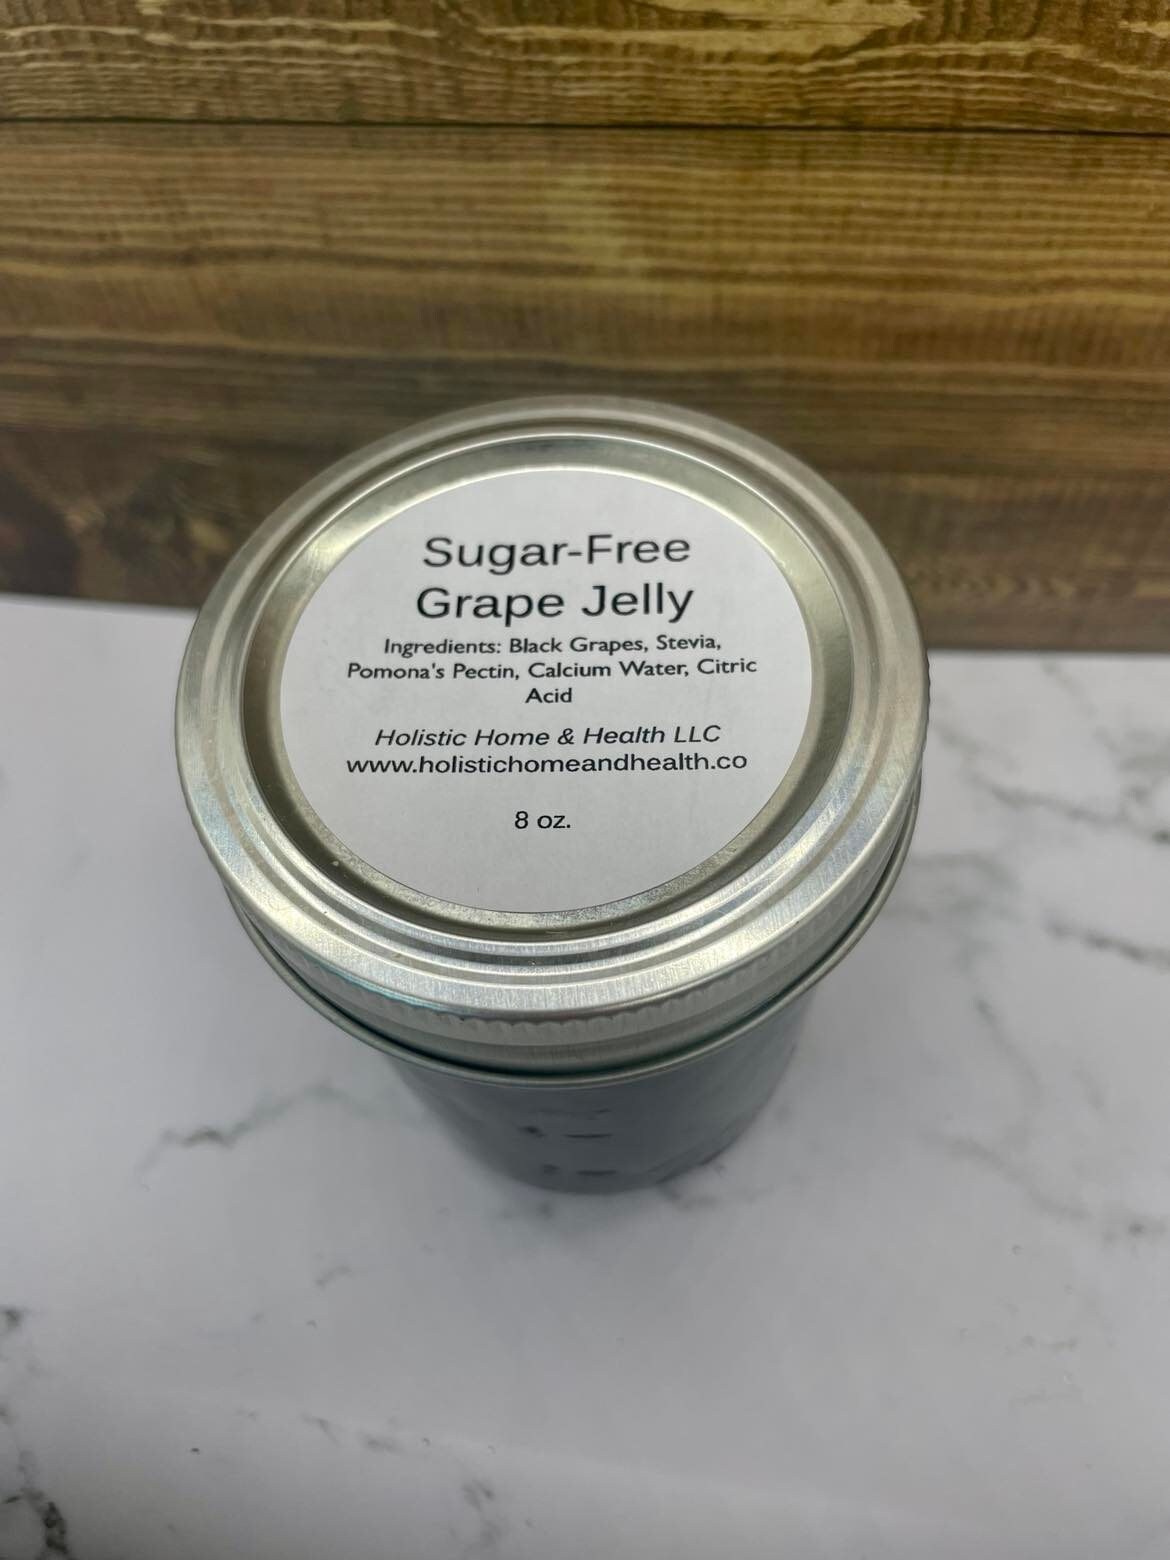 Sugar-Free
Grape Jelly
Ingredients: Black Grapes, Stevia,
Pomona's Pectin, Calcium Water, Citric
Acid
Holistic Home & Health LLC
www.holistichomeandhealth.co
8 oz.